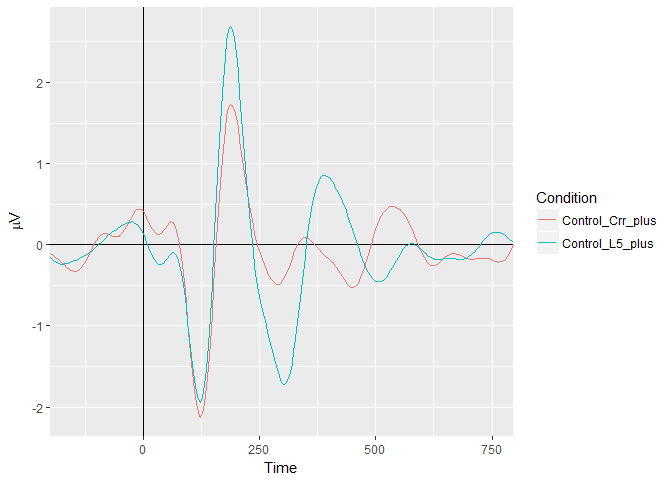 2
1
0
-1
-2
μV
0
250
500
750
Time
Condition
Control_Crr_plus
Control_L5_plus